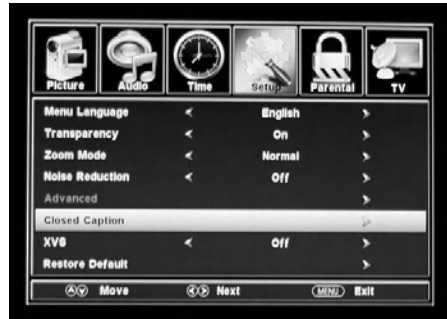 Picture Audio Time Setup Parental TV
Menu Language English
Transparency On
Zoom Mode Normal
Noise Reduction Off
Advanced
Closed Caption
XV6 Off
Restore Default
Move Next MENU Exit